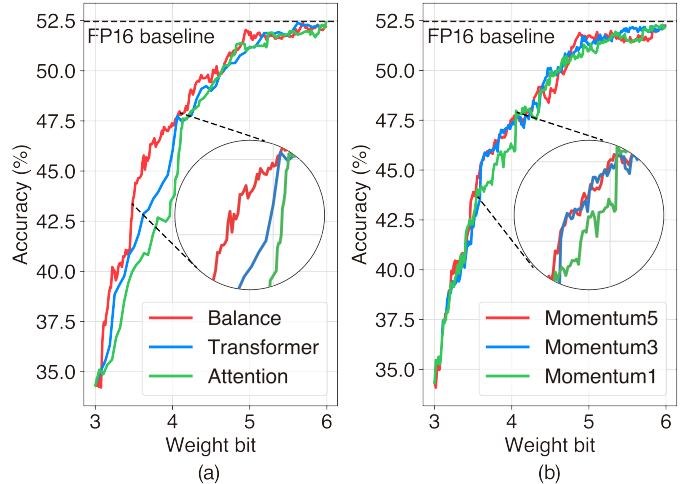 52.5
50.0
47.5
45.0
42.5
40.0
37.5
35.0
Accuracy (%)
FP16 baseline
Balance
Transformer
Attention
3 4 5 6
Weight bit
(a)
52.5
50.0
47.5
45.0
42.5
40.0
37.5
35.0
Accuracy (%)
FP16 baseline
Momentum5
Momentum3
Momentum1
3 4 5 6
Weight bit
(b)